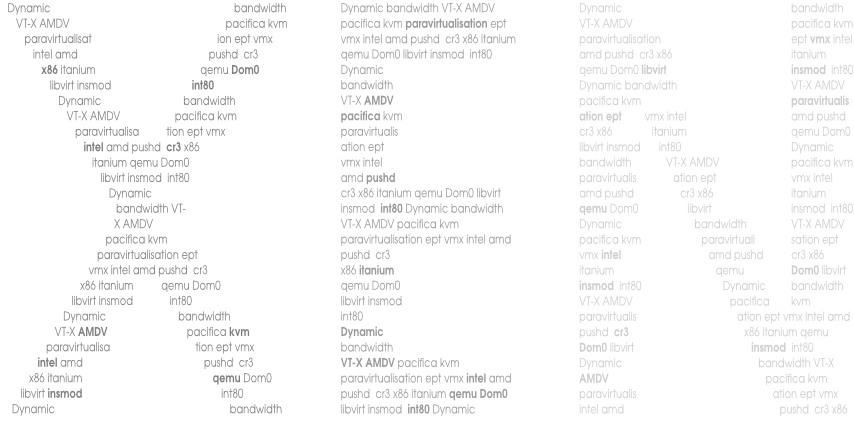 Dynamic bandwidth
VT-X AMDV pacifica kvm
paravirtualisat ion ept vmx
intel amd pushd cr3
x86 itanium qemu Dom0
libvirt insmod int80
Dynamic bandwidth
VT-X AMDV pacifica kvm
paravirtualisa tion ept vmx
intel amd pushd cr3 x86
itanium qemu Dom0
libvirt insmod int80
Dynamic
bandwidth VT-
X AMDV
pacifica kvm
paravirtualisation ept
vmx intel amd pushd cr3
x86 itanium qemu Dom0
libvirt insmod int80
Dynamic bandwidth
VT-X AMDV pacifica kvm
paravirtualisa tion ept vmx
intel amd pushd cr3
x86 itanium qemu Dom0
libvirt insmod int80
Dynamic bandwidth
Dynamic bandwidth VT-X AMDV
pacifica kvm paravirtualisation ept
vmx intel amd pushd cr3 x86 itanium
qemu Dom0 libvirt insmod int80
Dynamic
bandwidth
VT-X AMDV
pacifica kvm
paravirtualis
ation ept
vmx intel
amd pushd
cr3 x86 itanium qemu Dom0 libvirt
insmod int80 Dynamic bandwidth
VT-X AMDV pacifica kvm
paravirtualisation ept vmx intel amd
pushd cr3
x86 itanium
qemu Dom0
libvirt insmod
int80
Dynamic
bandwidth
VT-X AMDV pacifica kvm
paravirtualisation ept vmx intel amd
pushd cr3 x86 itanium qemu Dom0
libvirt insmod int80 Dynamic
Dynamic bandwidth
VT-X AMDV pacifica kvm
paravirtualisation ept vmx intel
amd pushd cr3 x86 itanium
qemu Dom0 libvirt insmod int80
Dynamic bandwidth VT-X AMDV
pacifica kvm paravirtualis
ation ept vmx intel amd pushd
cr3 x86 itanium qemu Dom0
libvirt insmod int80 Dynamic
bandwidth VT-X AMDV pacifica kvm
paravirtualis ation ept vmx intel
amd pushd cr3 x86 itanium
qemu Dom0 libvirt insmod int80
Dynamic bandwidth VT-X AMDV
pacifica kvm paravirtuali sation ept
vmx intel amd pushd cr3 x86
itanium qemu Dom0 libvirt
insmod int80 Dynamic bandwidth
VT-X AMDV pacifica kvm
paravirtualis ation ept vmx intel amd
pushd cr3 x86 itanium qemu
Dom0 libvirt insmod int80
Dynamic bandwidth VT-X
AMDV pacifica kvm
paravirtualis ation ept vmx
intel amd pushd cr3 x86